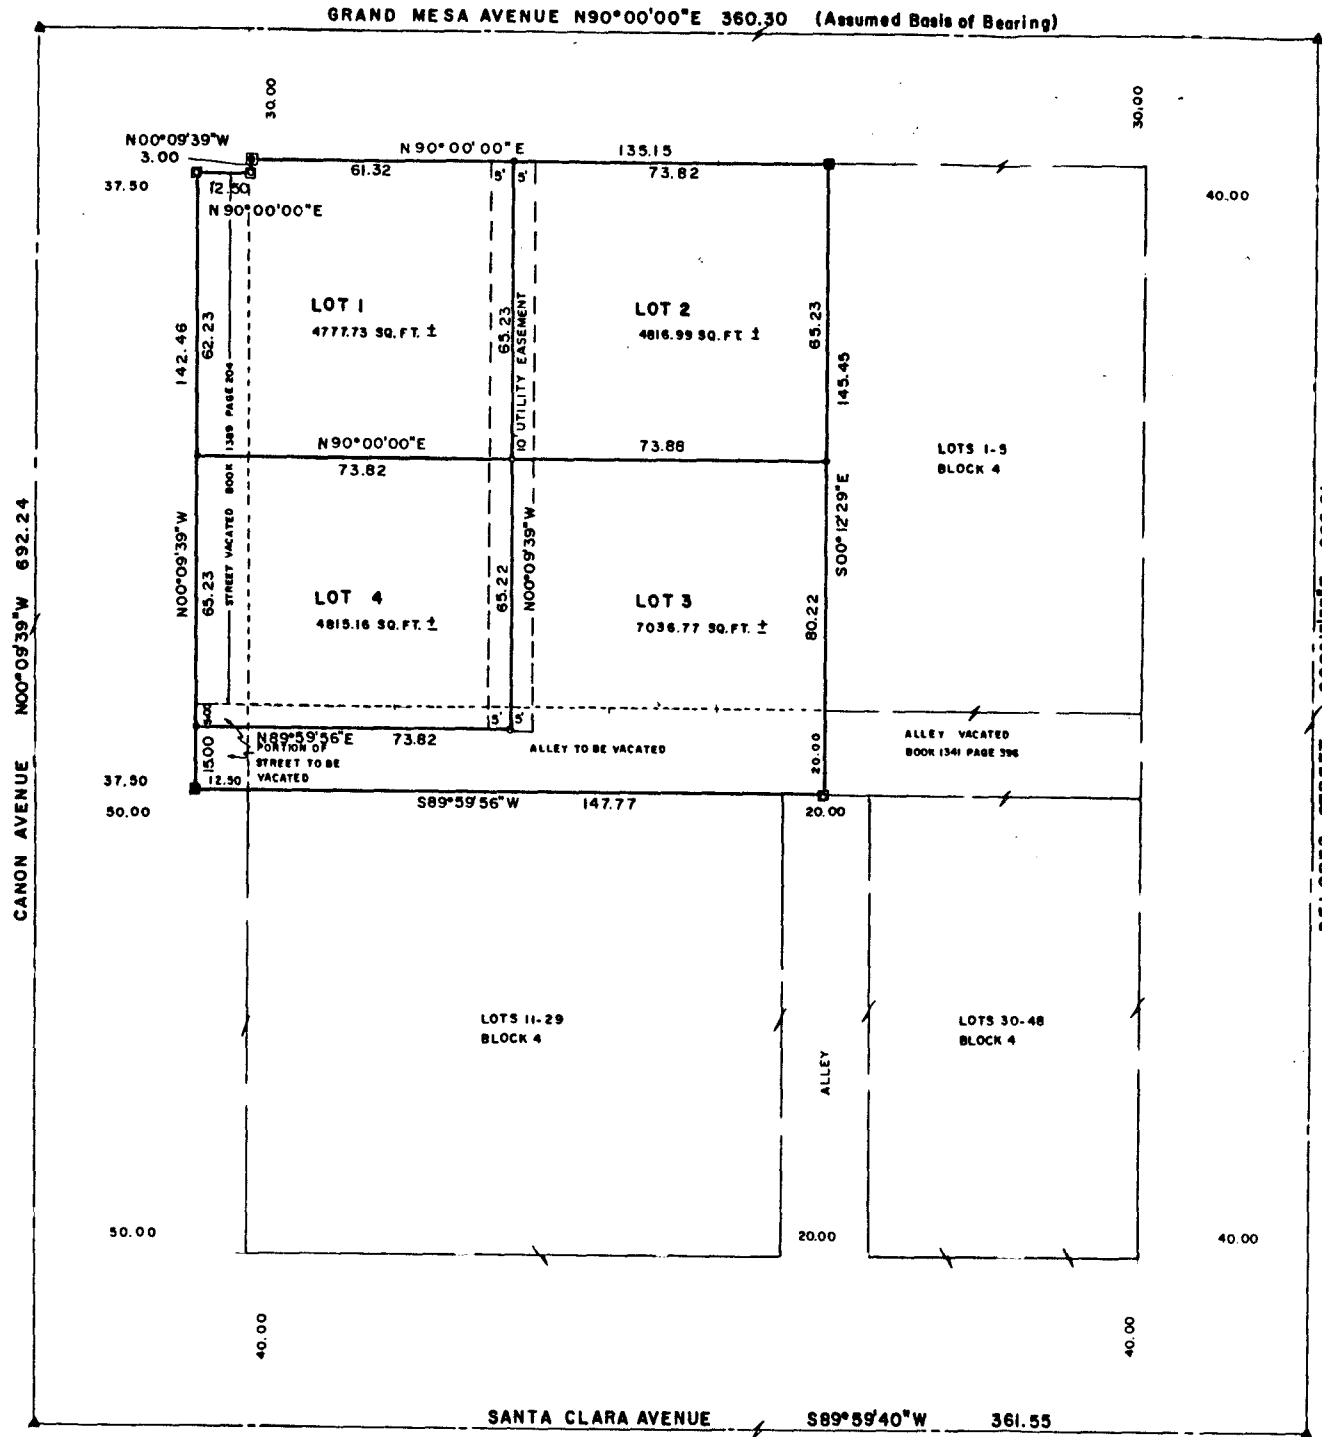 GRAND MESA AVENUE N90°00'00"E 360.30 (Assumed Basis of Bearing)
30.00
30.00
N00°09'39"W
3.00
N90°00'00"E
135.15
37.50
12.50
61.32
5'
5'
73.82
40.00
N90°00'00"E
LOT 1
4777.73 SQ.FT. ±
LOT 2
4816.99 SQ.FT. ±
142.46
62.23
STREET VACATED BOOK 1389 PAGE 204
65.23
10' UTILITY EASEMENT
65.23
145.45
N90°00'00"E
73.82
73.88
LOTS 1-5
BLOCK 4
CANON AVENUE N00°09'39"W 692.24
N00°09'39"W
65.23
65.22
N00°09'39"W
S00°12'29"E
80.22
LOT 4
4815.16 SQ.FT. ±
LOT 3
7036.77 SQ.FT. ±
5.00
5'
5'
N89°59'56"E
73.82
15.00
PORTION OF
STREET TO BE
VACATED
ALLEY TO BE VACATED
20.00
ALLEY VACATED
BOOK 1341 PAGE 396
37.50
12.50
50.00
S89°59'56"W
147.77
20.00
LOTS 11-29
BLOCK 4
ALLEY
LOTS 30-48
BLOCK 4
50.00
20.00
40.00
40.00
40.00
SANTA CLARA AVENUE S89°59'40"W 361.55